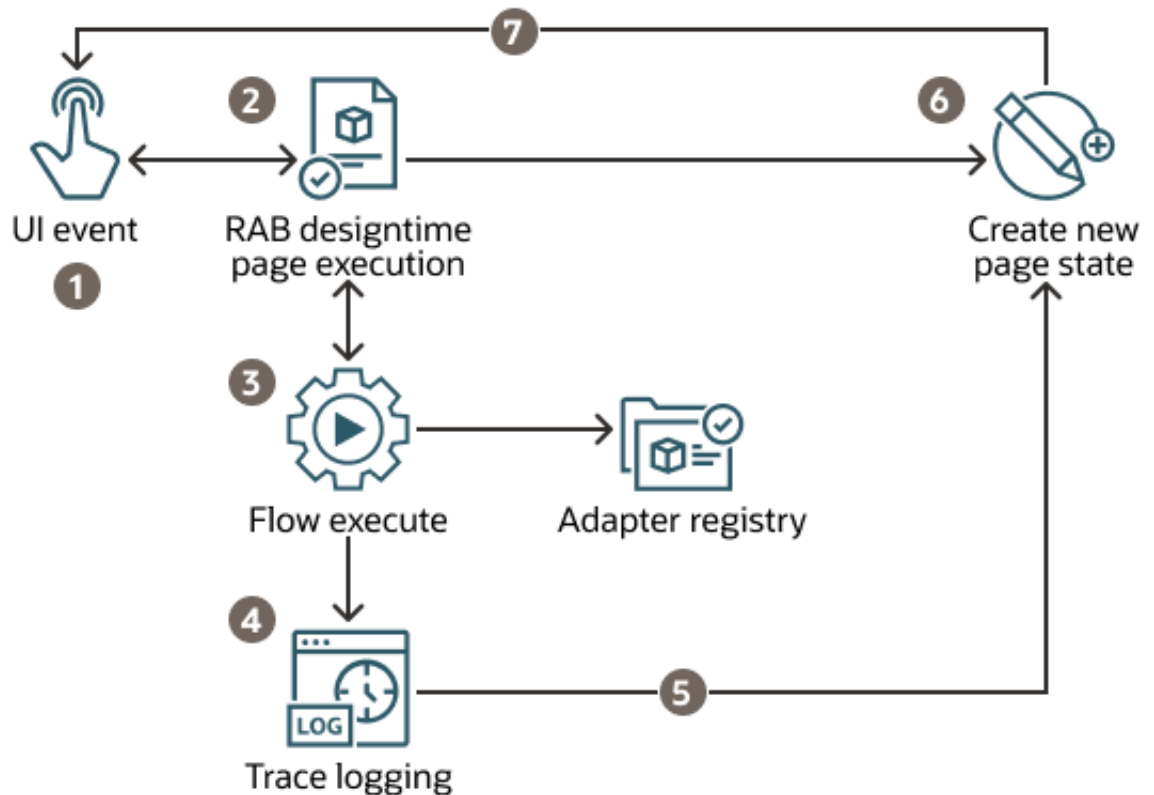 7
2
6
UI event
RAB designtime
page execution
Create new
page state
1
3
Flow execute
Adapter registry
4
5
LOG
Trace logging